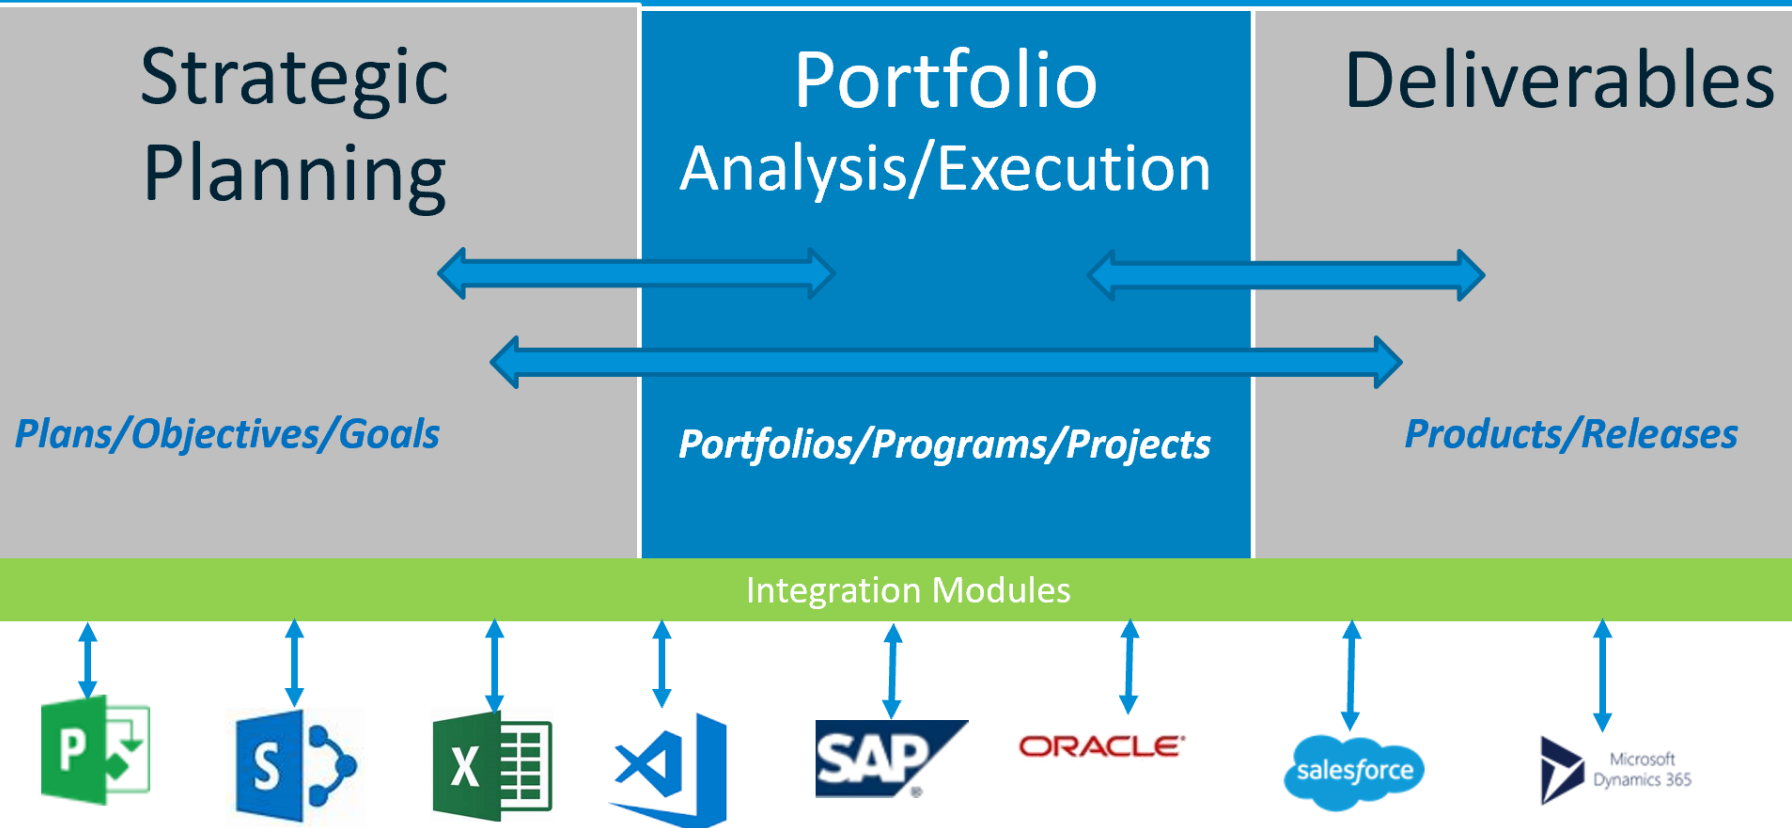 Strategic
Planning
Portfolio
Analysis/Execution
Deliverables
Plans/Objectives/Goals
Portfolios/Programs/Projects
Products/Releases
Integration Modules
P
S
X
SAP
®
ORACLE
salesforce
Microsoft
Dynamics 365